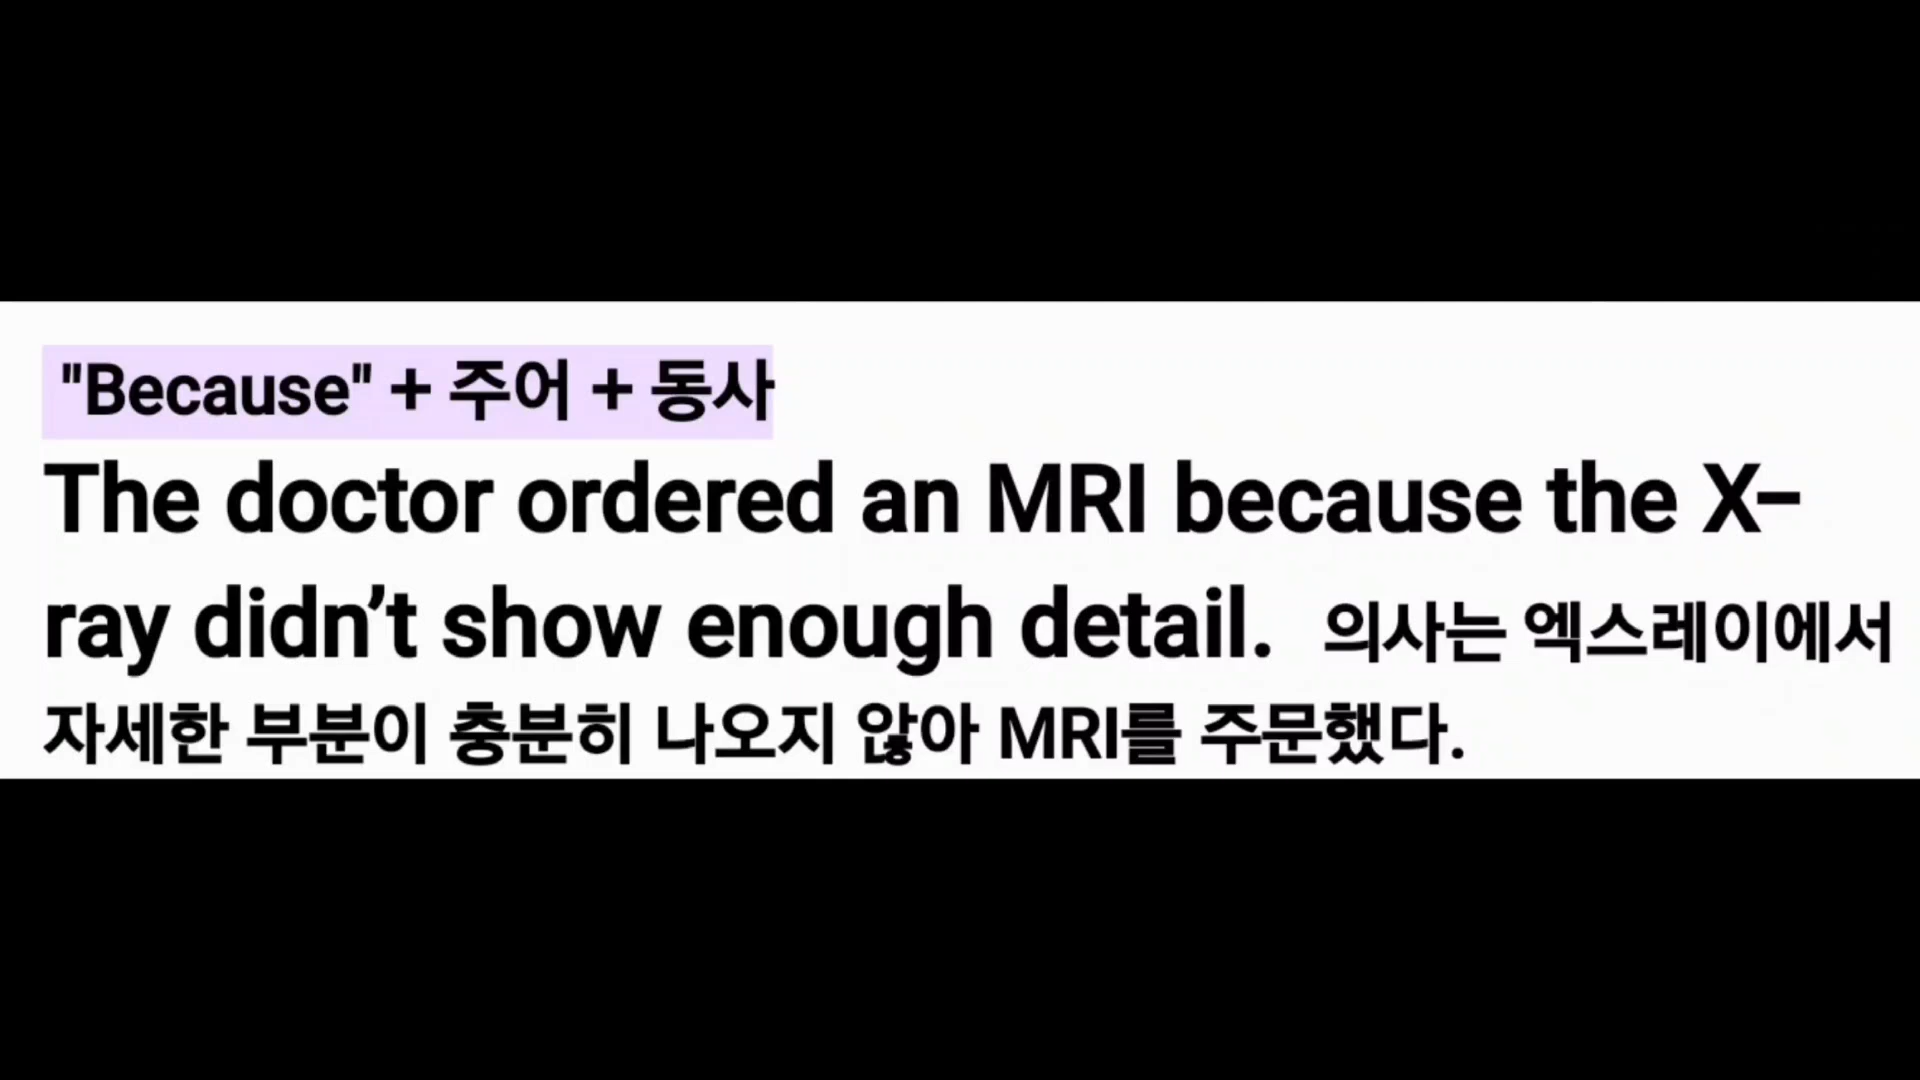 "Because" + 주어 + 동사
The doctor ordered an MRI because the X-
ray didn’t show enough detail. 의사는 엑스레이에서
자세한 부분이 충분히 나오지 않아 MRI를 주문했다.